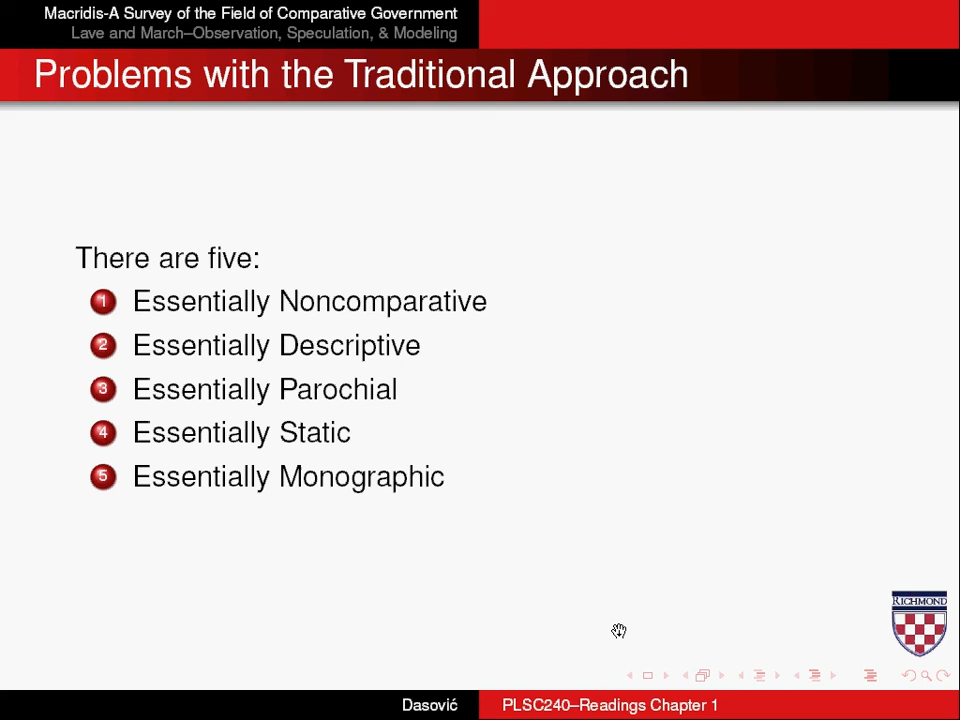 Macridis-A Survey of the Field of Comparative Government
Lave and March–Observation, Speculation, & Modeling
Problems with the Traditional Approach
There are five:
1 Essentially Noncomparative
2 Essentially Descriptive
3 Essentially Parochial
4 Essentially Static
5 Essentially Monographic
RICHMOND
Dasović PLSC240–Readings Chapter 1